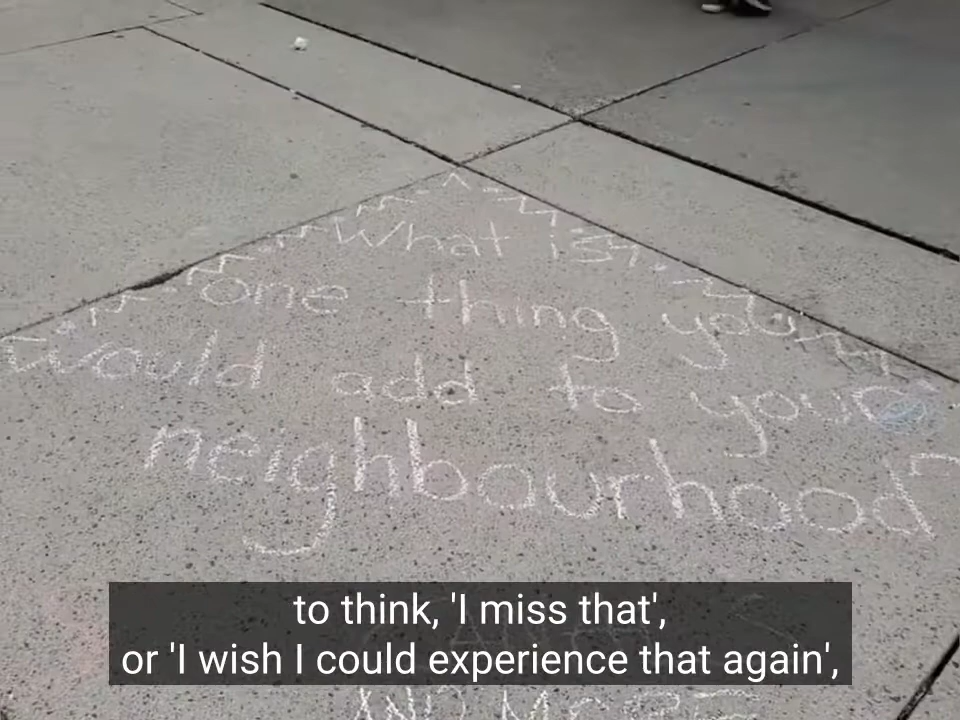 What is
one thing you
would add to your
neighbourhood?
to think, 'I miss that',
or 'I wish I could experience that again',